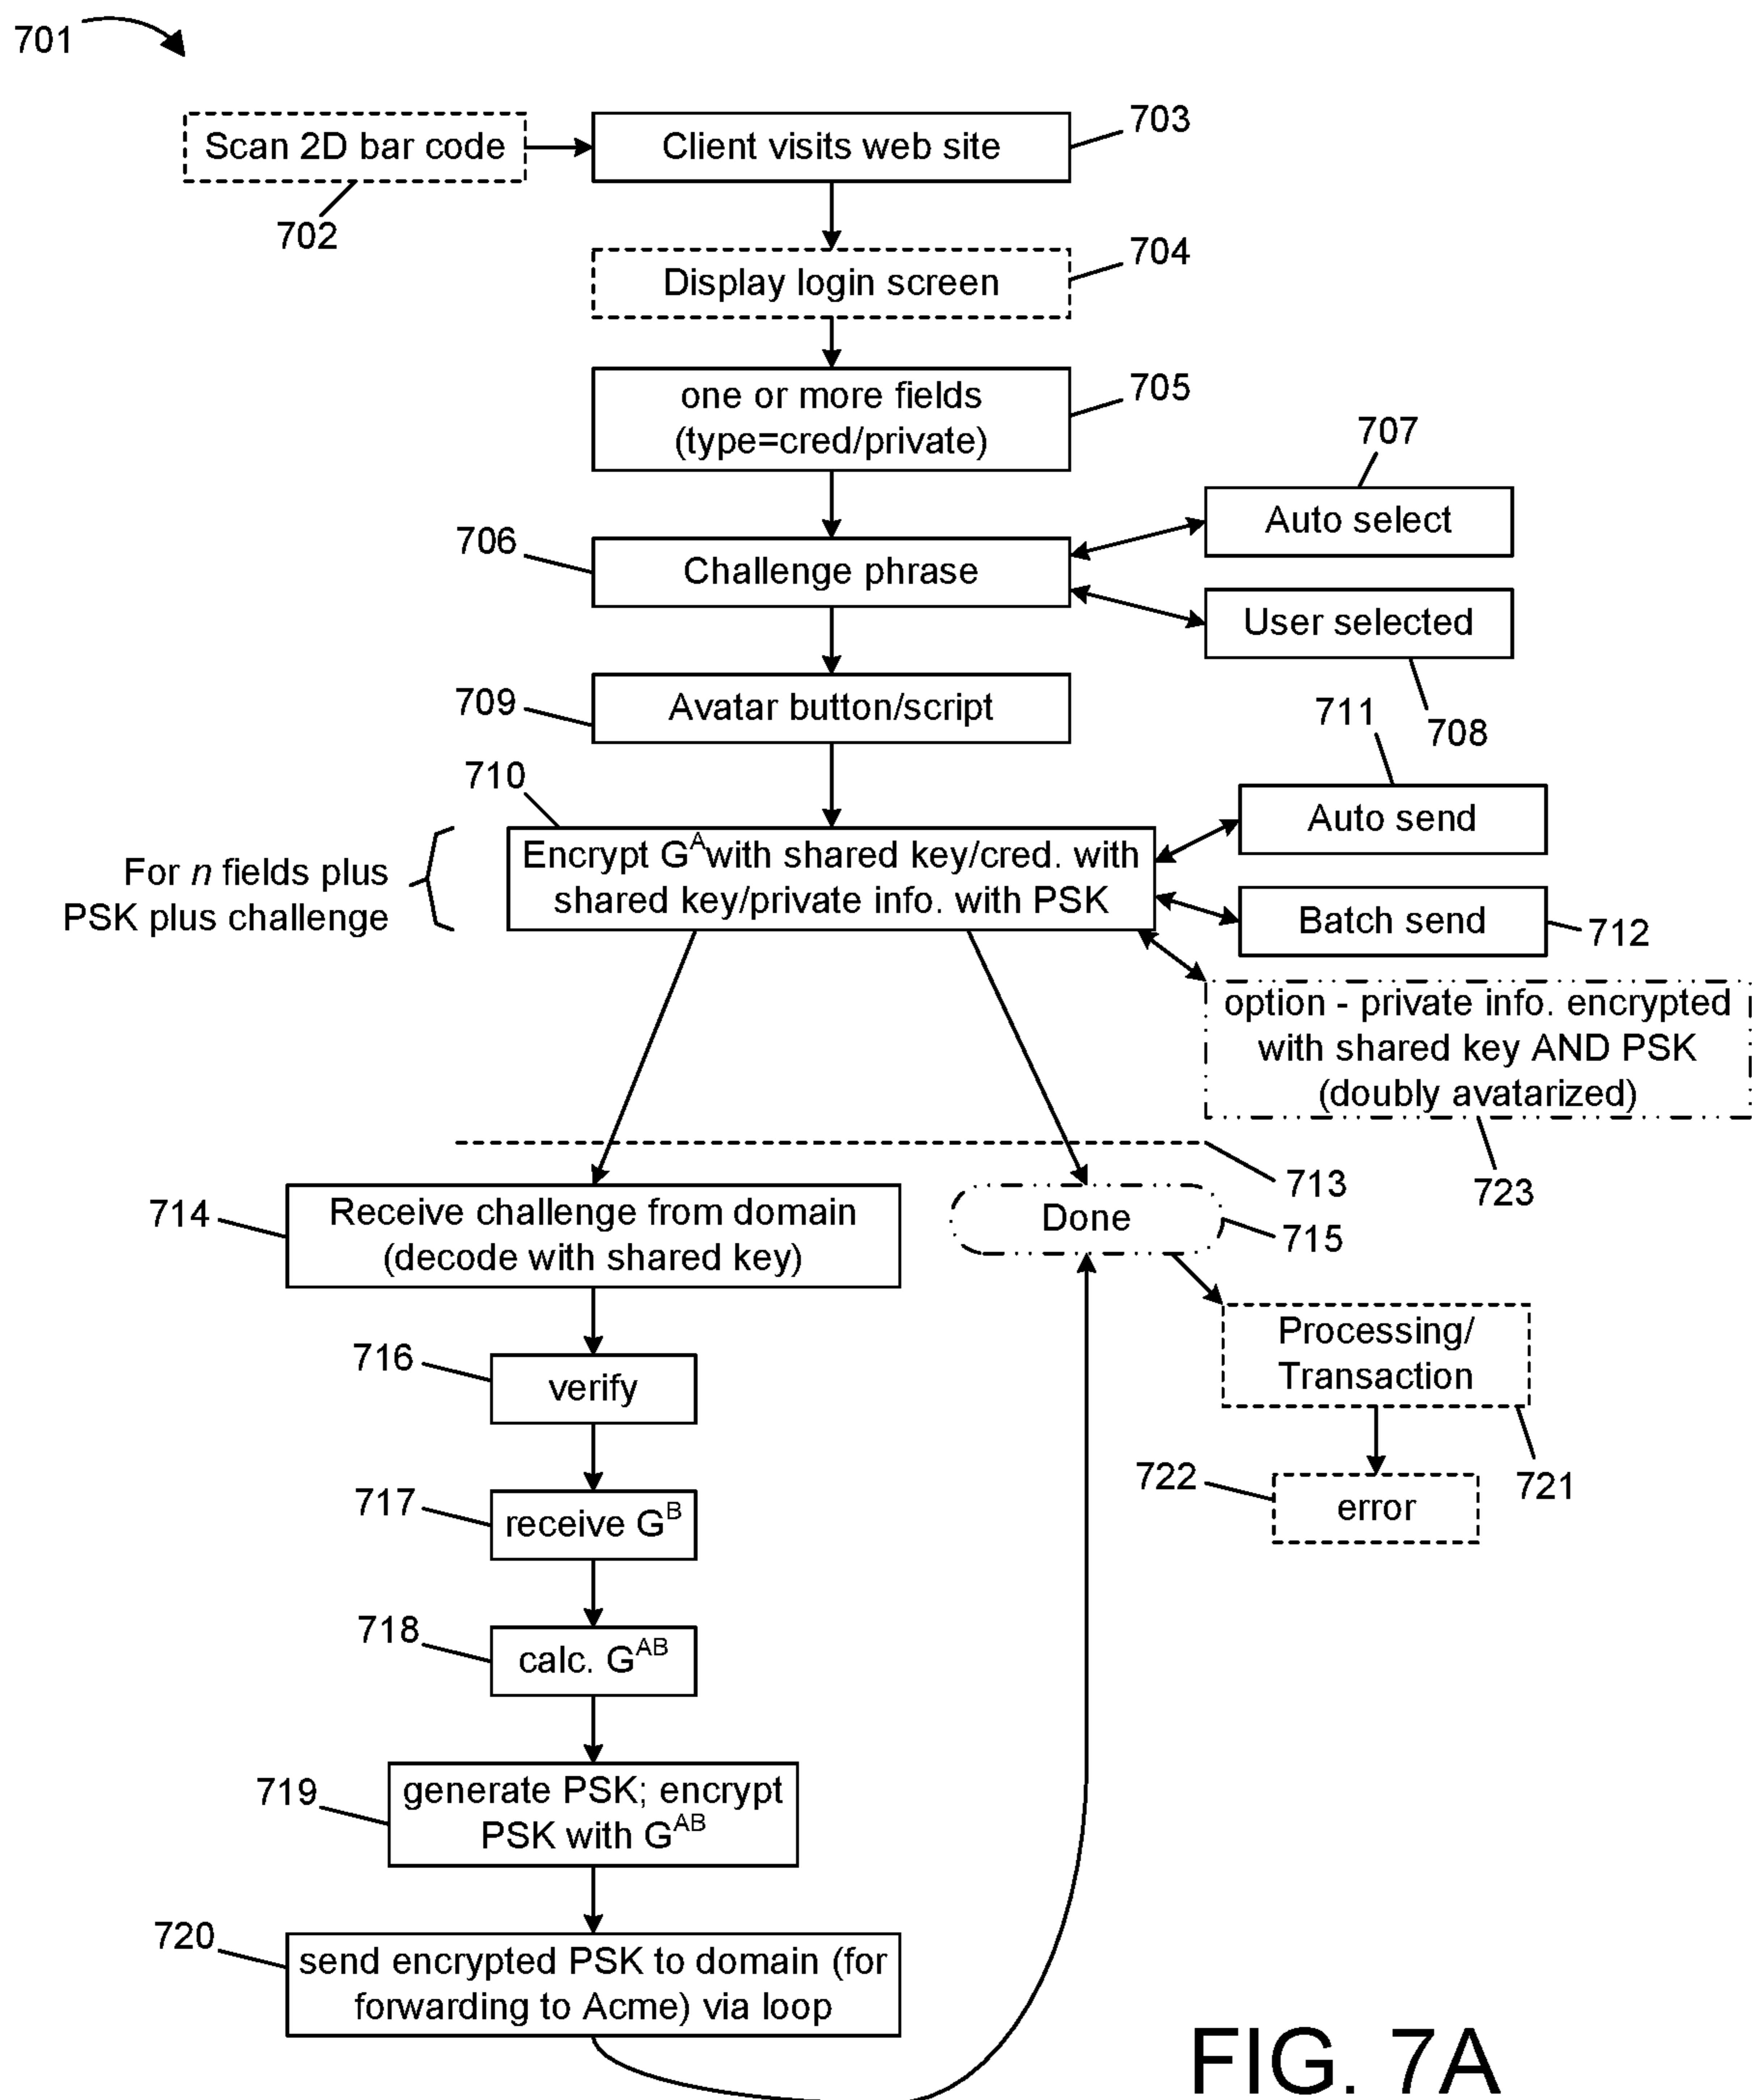 701
Scan 2D bar code
702
Client visits web site
703
Display login screen
704
one or more fields
(type=cred/private)
705
706
Challenge phrase
707
Auto select
User selected
708
709
Avatar button/script
710
For n fields plus
PSK plus challenge
Encrypt G^A with shared key/cred. with
shared key/private info. with PSK
711
Auto send
Batch send
712
option - private info. encrypted
with shared key AND PSK
(doubly avatarized)
723
713
714
Receive challenge from domain
(decode with shared key)
Done
715
716
verify
Processing/
Transaction
721
717
receive G^B
722
error
718
calc. G^AB
719
generate PSK; encrypt
PSK with G^AB
720
send encrypted PSK to domain (for
forwarding to Acme) via loop
FIG. 7A